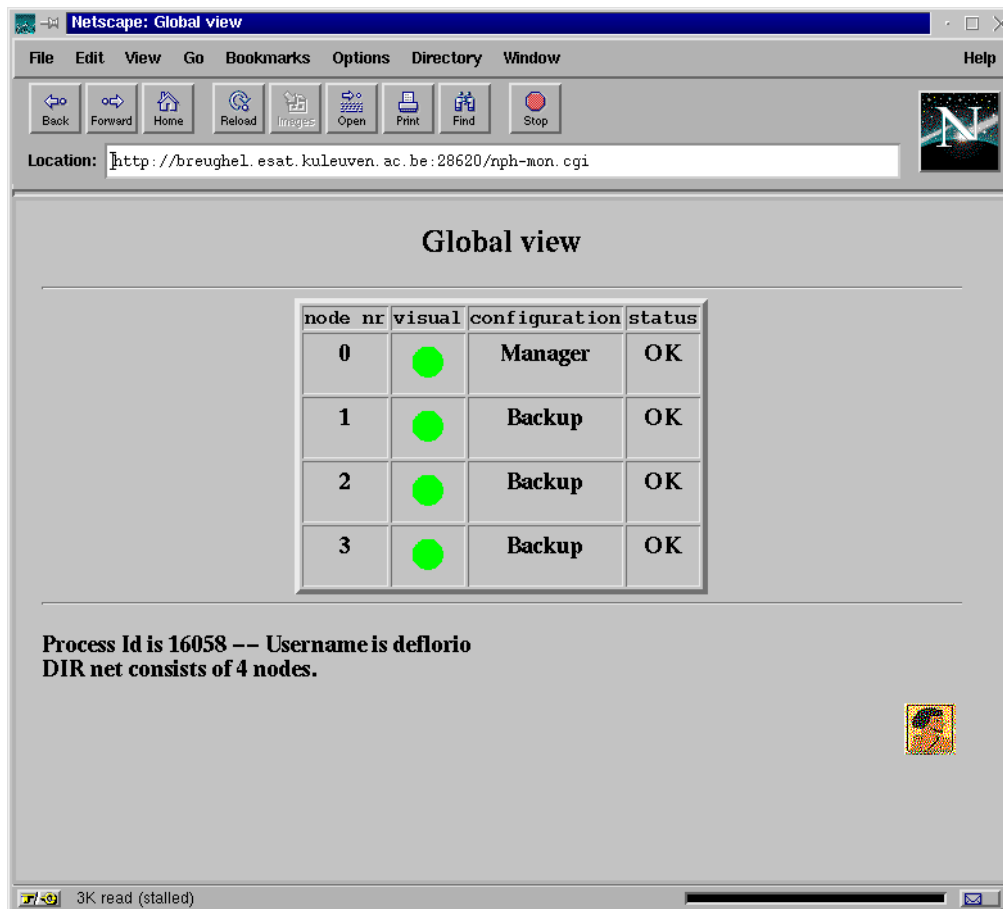 Netscape: Global view
File Edit View Go Bookmarks Options Directory Window Help
Back Forward Home Reload Images Open Print Find Stop
N
Location: http://breughel.esat.kuleuven.ac.be:28620/nph-mon.cgi
Global view
node nr visual configuration status
0 Manager OK
1 Backup OK
2 Backup OK
3 Backup OK
Process Id is 16058 -- Username is deflorio
DIR net consists of 4 nodes.
3K read (stalled)